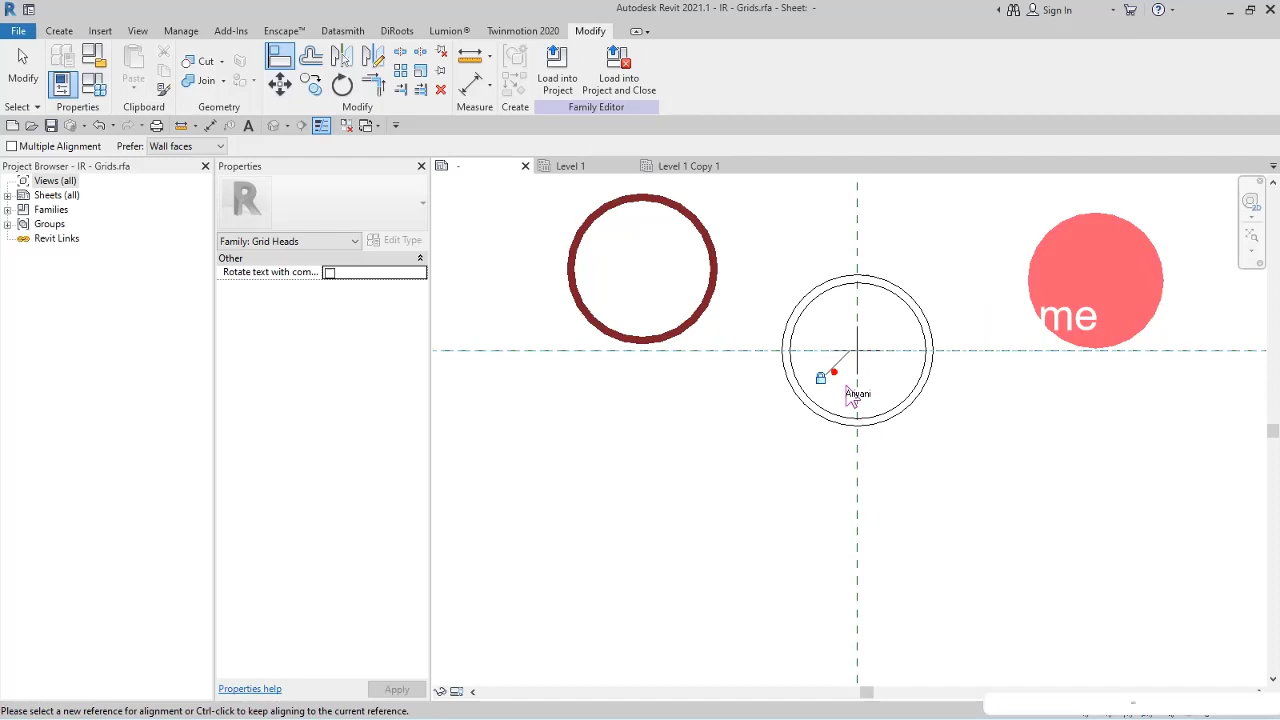 Autodesk Revit 2021.1 - IR - Grids.rfa - Sheet: -
Sign In
File Create Insert View Manage Add-Ins Enscape™ Datasmith DiRoots Lumion® Twinmotion 2020 Modify
Modify
Paste
Cut
Join
Load into
Project
Load into
Project and Close
Select Properties Clipboard Geometry Modify Measure Create Family Editor
A
Multiple Alignment Prefer: Wall faces
Project Browser - IR - Grids.rfa
Views (all)
Sheets (all)
Families
Groups
Revit Links
Properties
R
Family: Grid Heads
Edit Type
Other
Rotate text with com...
Properties help
Apply
-
Level 1
Level 1 Copy 1
2D
me
Please select a new reference for alignment or Ctrl-click to keep aligning to the current reference.